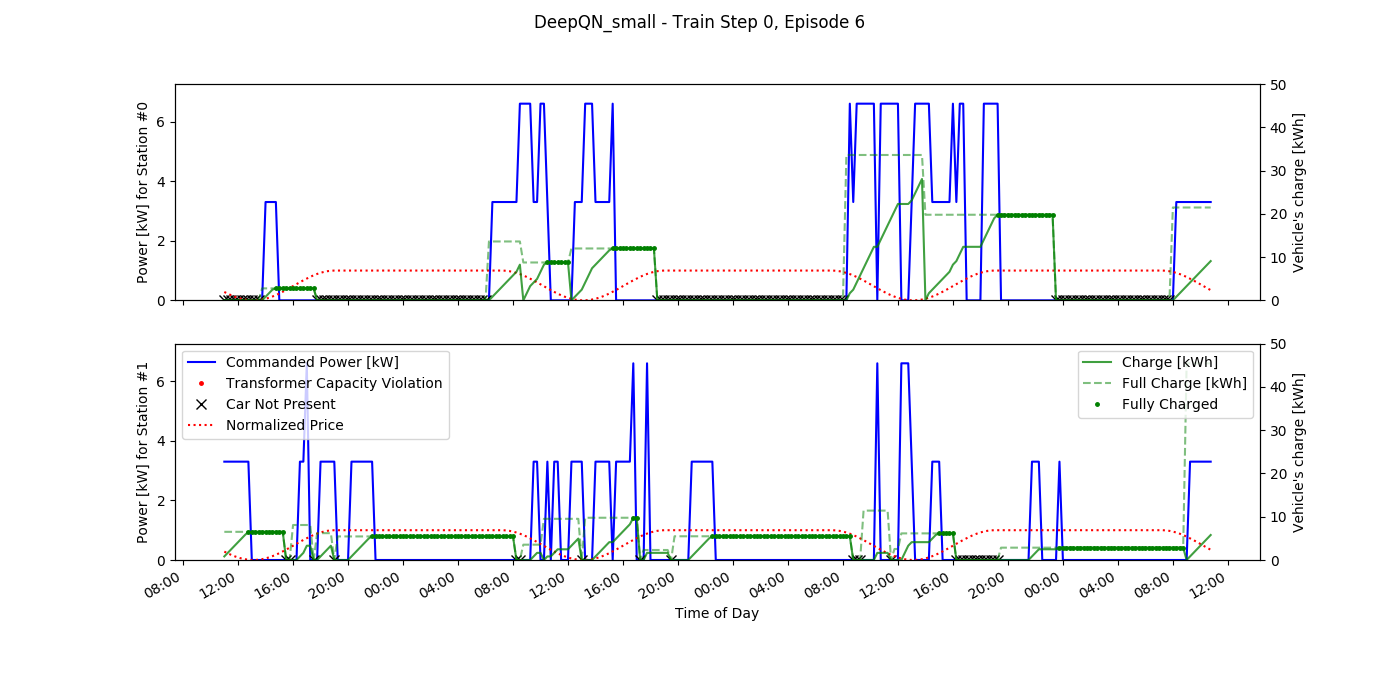 DeepQN_small - Train Step 0, Episode 6
Power [kW] for Station #0
6
4
2
0
50
40
30
20
10
0
Vehicle's charge [kWh]
Power [kW] for Station #1
6
4
2
0
Commanded Power [kW]
Transformer Capacity Violation
Car Not Present
Normalized Price
Charge [kWh]
Full Charge [kWh]
Fully Charged
50
40
30
20
10
0
Vehicle's charge [kWh]
08:00 12:00 16:00 20:00 00:00 04:00 08:00 12:00 16:00 20:00 00:00 04:00 08:00 12:00 16:00 20:00 00:00 04:00 08:00 12:00
Time of Day